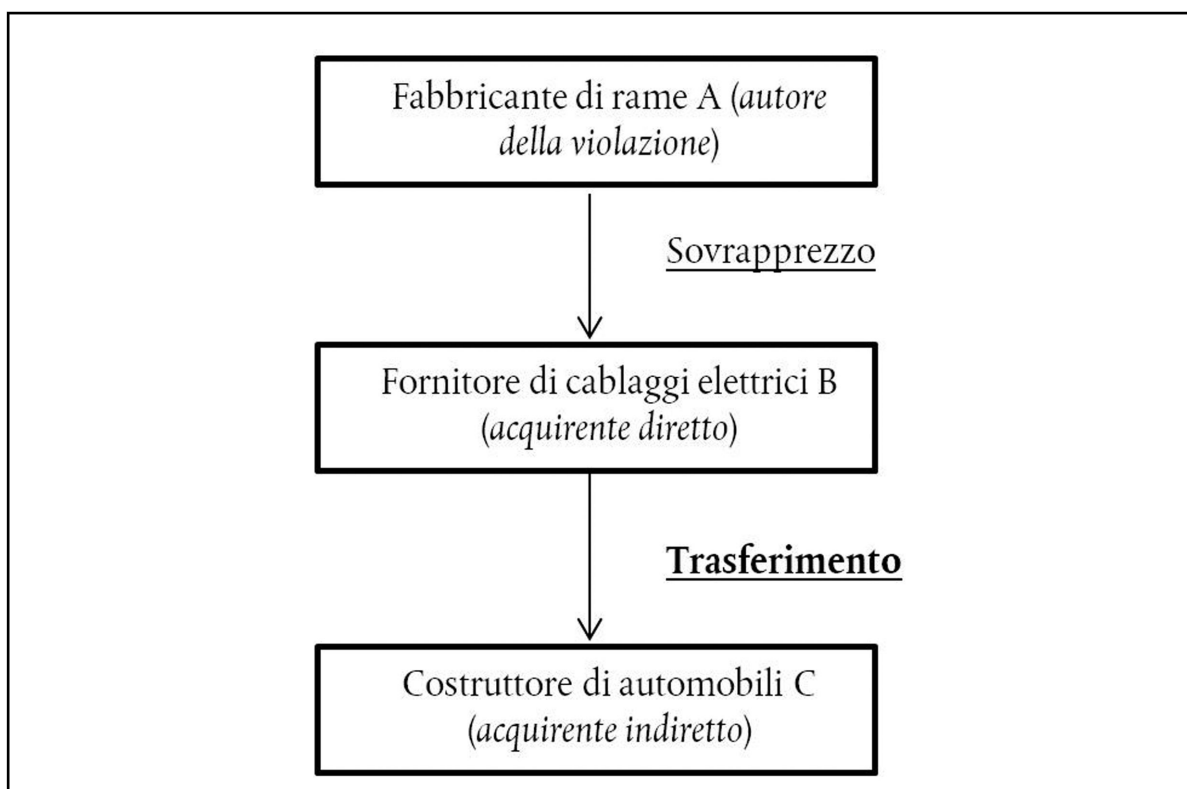 Fabbricante di rame A (autore
della violazione)
Sovrapprezzo
Fornitore di cablaggi elettrici B
(acquirente diretto)
Trasferimento
Costruttore di automobili C
(acquirente indiretto)